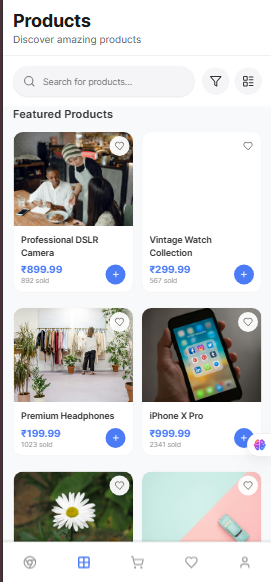 Products
Discover amazing products
Search for products...
Featured Products
Professional DSLR
Camera
₹899.99
892 sold
Vintage Watch
Collection
₹299.99
567 sold
Premium Headphones
₹199.99
1023 sold
iPhone X Pro
₹999.99
2341 sold